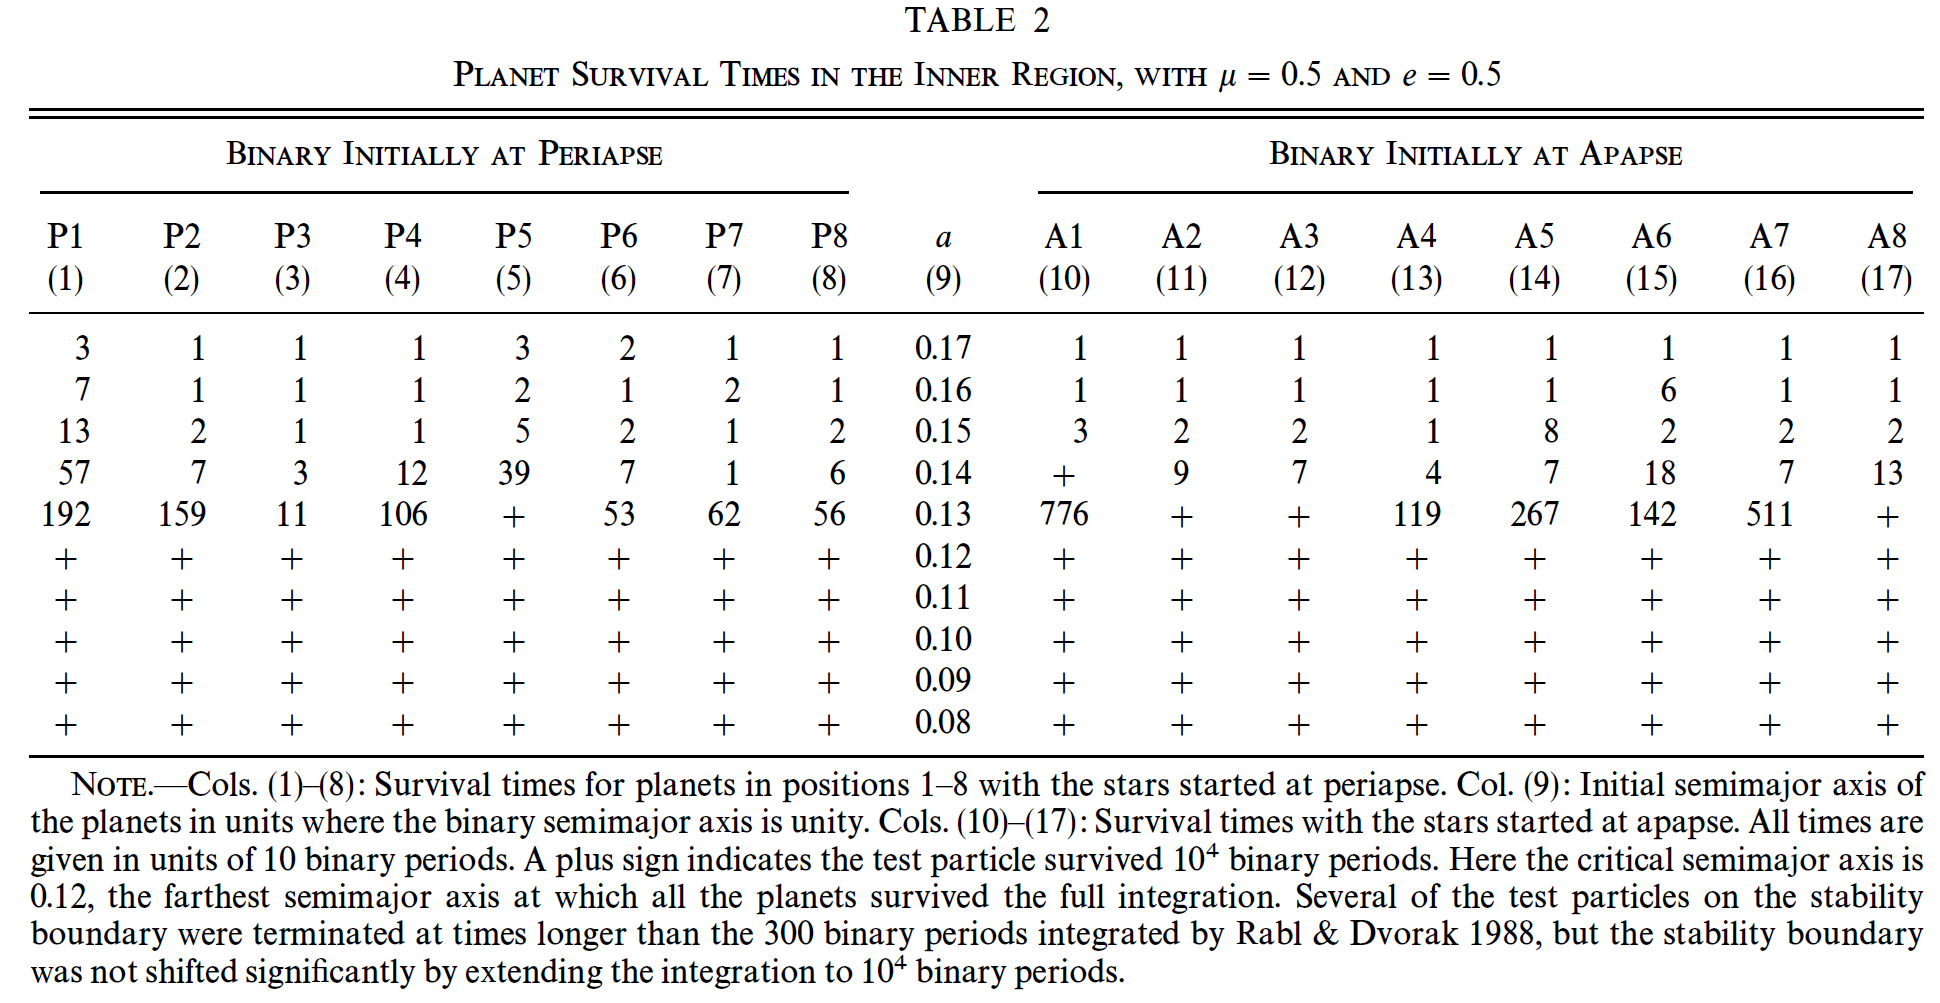 TABLE 2
PLANET SURVIVAL TIMES IN THE INNER REGION, WITH μ = 0.5 AND e = 0.5
BINARY INITIALLY AT PERIAPSE BINARY INITIALLY AT APAPSE
P1 P2 P3 P4 P5 P6 P7 P8 a A1 A2 A3 A4 A5 A6 A7 A8
(1) (2) (3) (4) (5) (6) (7) (8) (9) (10) (11) (12) (13) (14) (15) (16) (17)
3 1 1 1 3 2 1 1 0.17 1 1 1 1 1 1 1 1
7 1 1 1 2 1 2 1 0.16 1 1 1 1 1 6 1 1
13 2 1 1 5 2 1 2 0.15 3 2 2 1 8 2 2 2
57 7 3 12 39 7 1 6 0.14 + 9 7 4 7 18 7 13
192 159 11 106 + 53 62 56 0.13 776 + + 119 267 142 511 +
+ + + + + + + + 0.12 + + + + + + + +
+ + + + + + + + 0.11 + + + + + + + +
+ + + + + + + + 0.10 + + + + + + + +
+ + + + + + + + 0.09 + + + + + + + +
+ + + + + + + + 0.08 + + + + + + + +
NOTE.—Cols. (1)–(8): Survival times for planets in positions 1–8 with the stars started at periapse. Col. (9): Initial semimajor axis of
the planets in units where the binary semimajor axis is unity. Cols. (10)–(17): Survival times with the stars started at apapse. All times are
given in units of 10 binary periods. A plus sign indicates the test particle survived 10⁴ binary periods. Here the critical semimajor axis is
0.12, the farthest semimajor axis at which all the planets survived the full integration. Several of the test particles on the stability
boundary were terminated at times longer than the 300 binary periods integrated by Rabl & Dvorak 1988, but the stability boundary
was not shifted significantly by extending the integration to 10⁴ binary periods.